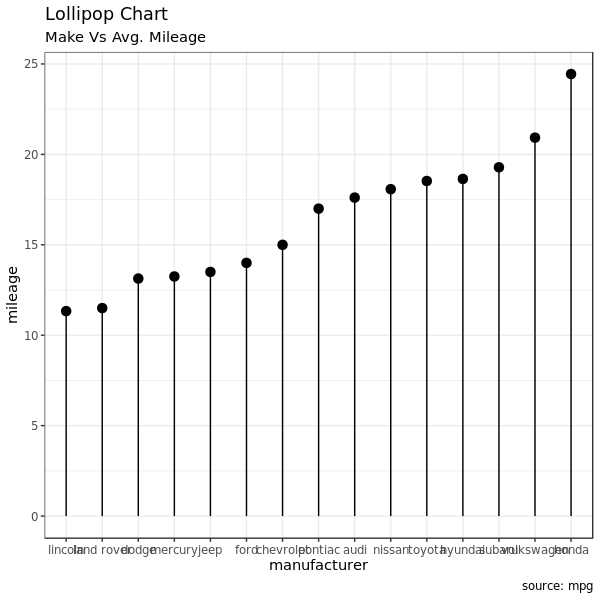 Lollipop Chart
Make Vs Avg. Mileage
25
20
15
10
5
0
mileage
lincoln land rover dodge mercury jeep ford chevrolet pontiac audi nissan toyota hyundai subaru volkswagen honda
manufacturer
source: mpg